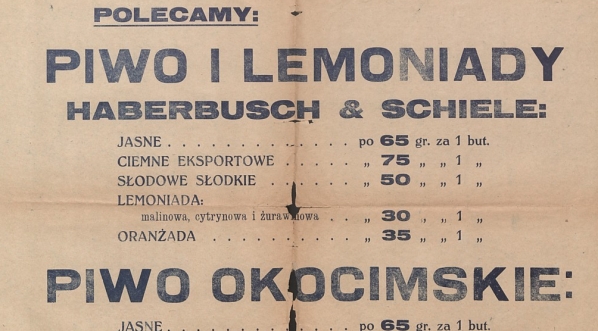 POLECAMY:
PIWO I LEMONIADY
HABERBUSCH & SCHIELE:
JASNE . . . . . . . . . . . . . . po 65 gr. za 1 but.
CIEMNE EKSPORTOWE . . . . . „ 75 „ „ 1 „
SŁODOWE SŁODKIE . . . . . . „ 50 „ „ 1 „
LEMONIADA:
malinowa, cytrynowa i żurawinowa . . . „ 30 „ „ 1 „
ORANŻADA . . . . . . . . . . „ 35 „ „ 1 „
PIWO OKOCIMSKIE:
JASNE . . . . . . . . . . . . . . po 65 gr. za 1 but.